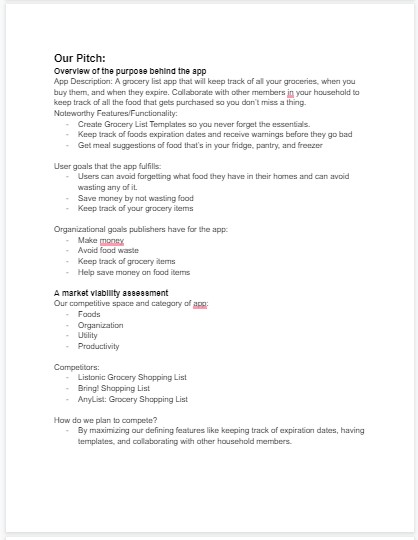 Our Pitch:
Overview of the purpose behind the app
App Description: A grocery list app that will keep track of all your groceries, when you
buy them, and when they expire. Collaborate with other members in your household to
keep track of all the food that gets purchased so you don't miss a thing.
Noteworthy Features/Functionality:
- Create Grocery List Templates so you never forget the essentials.
- Keep track of foods expiration dates and receive warnings before they go bad
- Get meal suggestions of food that's in your fridge, pantry, and freezer
User goals that the app fulfills:
- Users can avoid forgetting what food they have in their homes and can avoid
wasting any of it.
- Save money by not wasting food
- Keep track of your grocery items
Organizational goals publishers have for the app:
- Make money
- Avoid food waste
- Keep track of grocery items
- Help save money on food items
A market viability assessment
Our competitive space and category of app:
- Foods
- Organization
- Utility
- Productivity
Competitors:
- Listonic Grocery Shopping List
- Bring! Shopping List
- AnyList: Grocery Shopping List
How do we plan to compete?
- By maximizing our defining features like keeping track of expiration dates, having
templates, and collaborating with other household members.